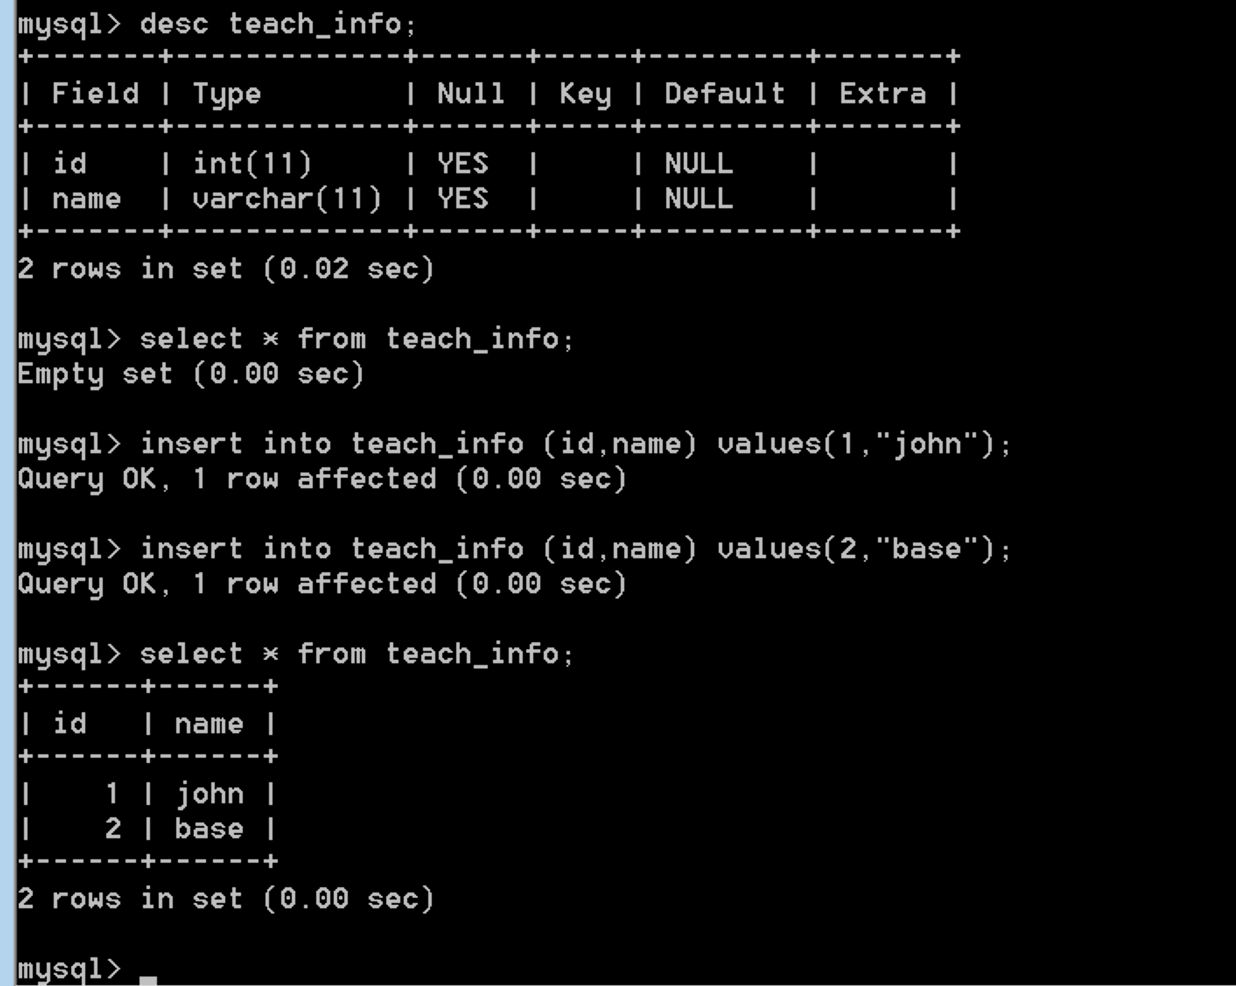 mysql> desc teach_info;
+-------+-------------+------+-----+---------+-------+
| Field | Type        | Null | Key | Default | Extra |
+-------+-------------+------+-----+---------+-------+
| id    | int(11)     | YES  |     | NULL    |       |
| name  | varchar(11) | YES  |     | NULL    |       |
+-------+-------------+------+-----+---------+-------+
2 rows in set (0.02 sec)
mysql> select * from teach_info;
Empty set (0.00 sec)
mysql> insert into teach_info (id,name) values(1,"john");
Query OK, 1 row affected (0.00 sec)
mysql> insert into teach_info (id,name) values(2,"base");
Query OK, 1 row affected (0.00 sec)
mysql> select * from teach_info;
+------+------+
| id   | name |
+------+------+
|    1 | john |
|    2 | base |
+------+------+
2 rows in set (0.00 sec)
mysql> _